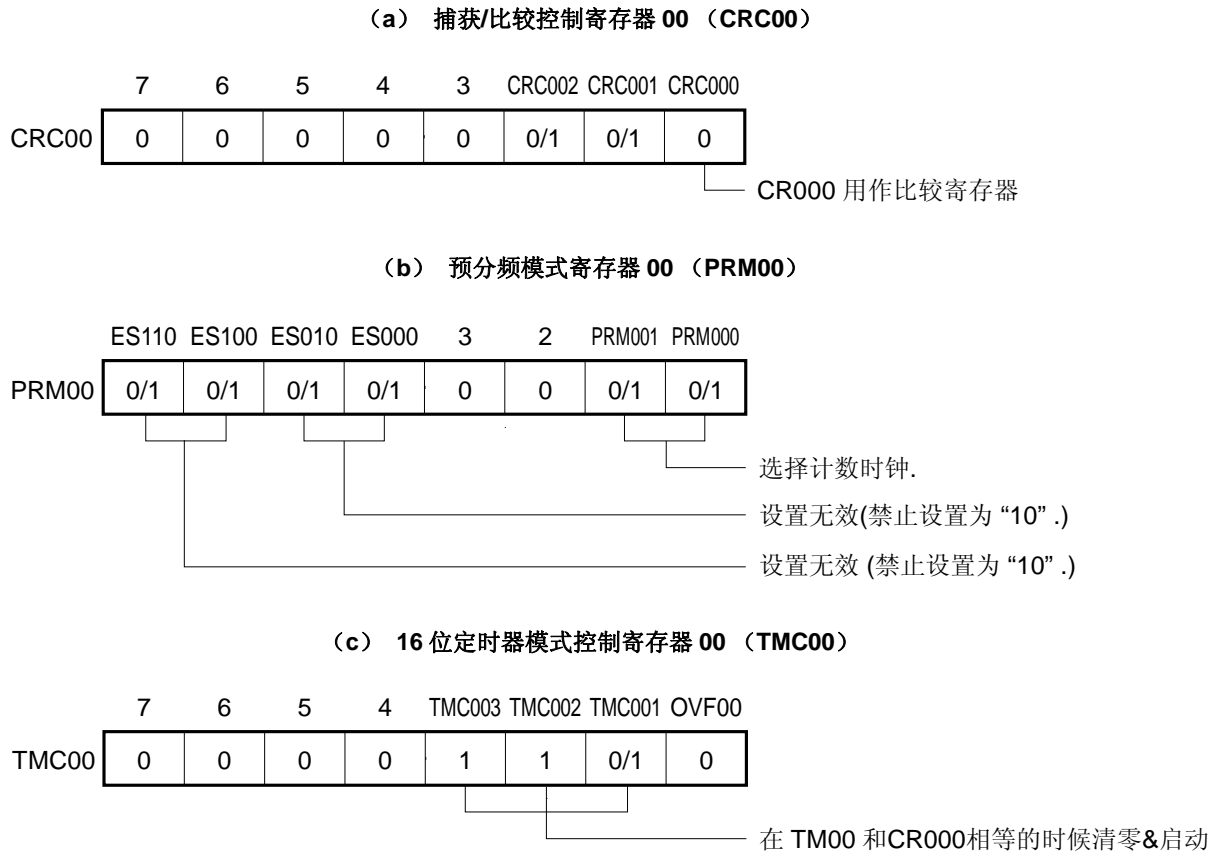 （a） 捕获/比较控制寄存器 00 （CRC00）
7 6 5 4 3 CRC002 CRC001 CRC000
CRC00 0 0 0 0 0 0/1 0/1 0
CR000 用作比较寄存器
（b） 预分频模式寄存器 00 （PRM00）
ES110 ES100 ES010 ES000 3 2 PRM001 PRM000
PRM00 0/1 0/1 0/1 0/1 0 0 0/1 0/1
选择计数时钟.
设置无效(禁止设置为 “10” .)
设置无效 (禁止设置为 “10” .)
（c） 16 位定时器模式控制寄存器 00 （TMC00）
7 6 5 4 TMC003 TMC002 TMC001 OVF00
TMC00 0 0 0 0 1 1 0/1 0
在 TM00 和CR000相等的时候清零&启动